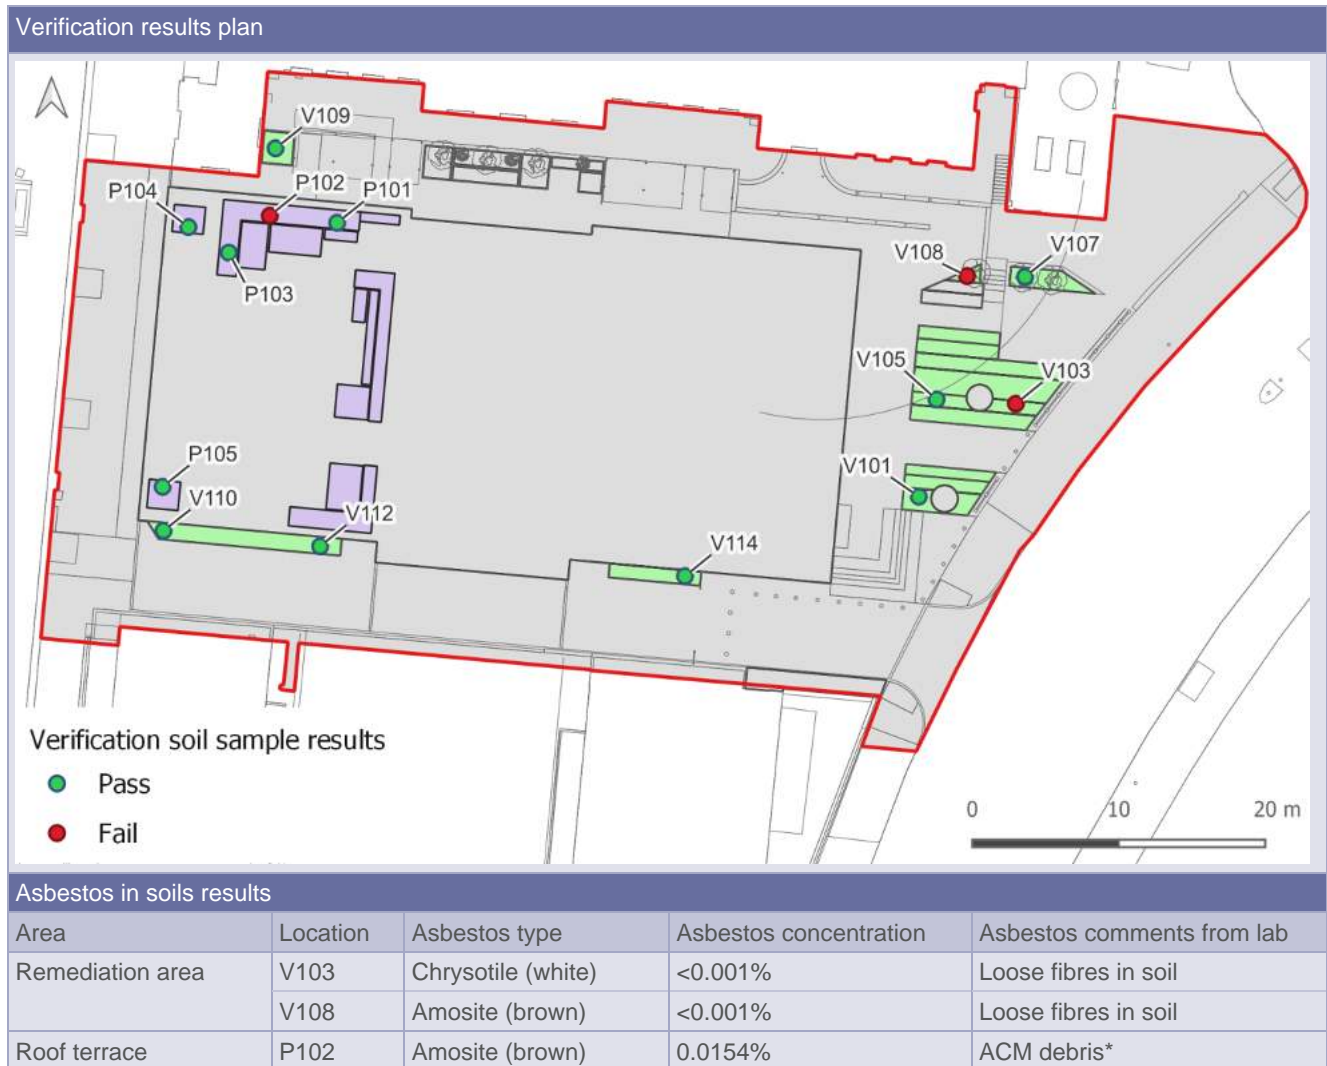 Verification results plan
V109
P104
P102
P101
P103
V108
V107
V105
V103
P105
V101
V110
V112
V114
Verification soil sample results
Pass
Fail
0 10 20 m
Asbestos in soils results
Area Location Asbestos type Asbestos concentration Asbestos comments from lab
Remediation area V103 Chrysotile (white) <0.001% Loose fibres in soil
V108 Amosite (brown) <0.001% Loose fibres in soil
Roof terrace P102 Amosite (brown) 0.0154% ACM debris*